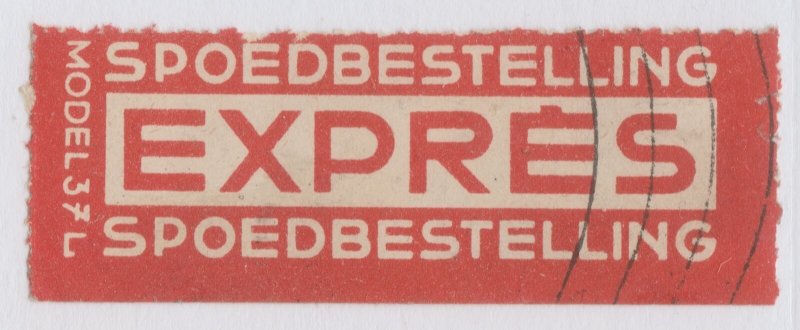 MODEL 37 L
SPOEDBESTELLING
EXPRÈS
SPOEDBESTELLING